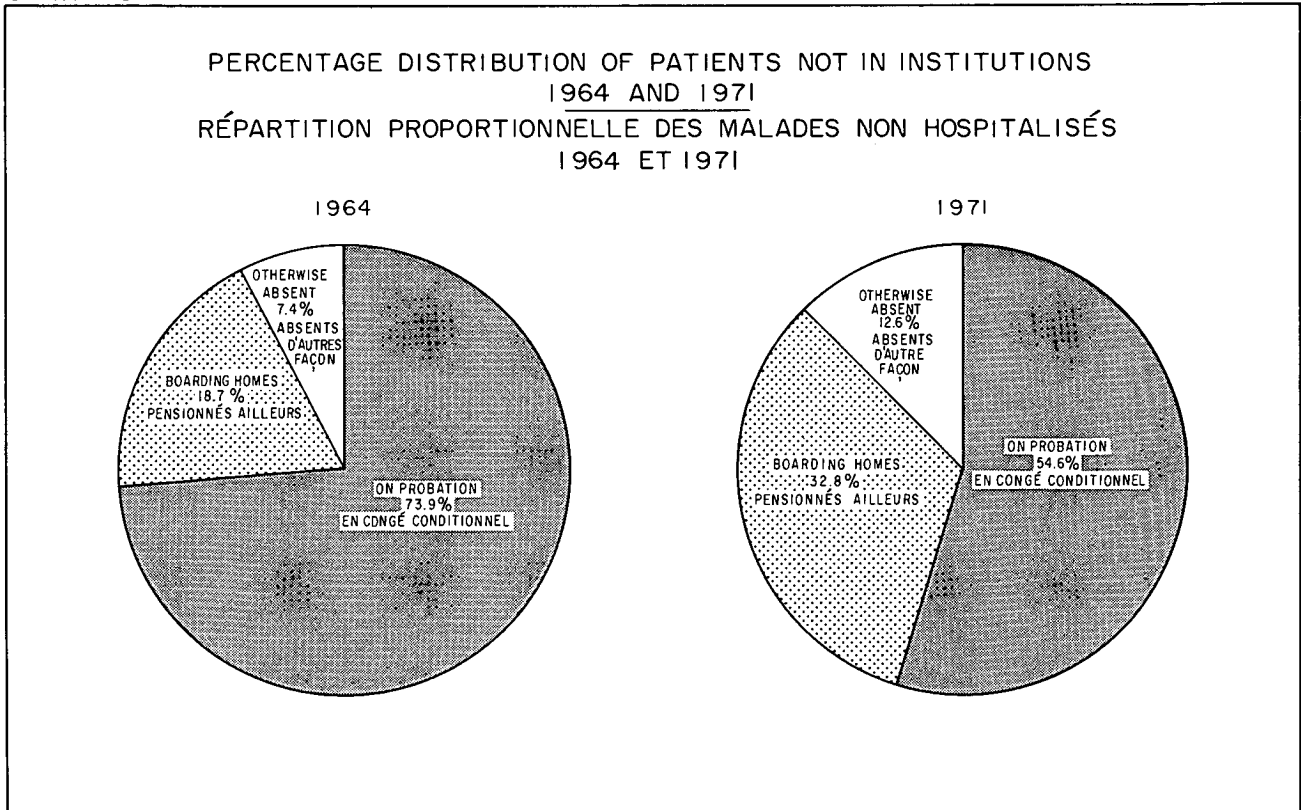 PERCENTAGE DISTRIBUTION OF PATIENTS NOT IN INSTITUTIONS
1964 AND 1971
RÉPARTITION PROPORTIONNELLE DES MALADES NON HOSPITALISÉS
1964 ET 1971
1964
OTHERWISE
ABSENT
7.4%
ABSENTS
D'AUTRES
FAÇON
BOARDING HOMES
18.7 %
PENSIONNÉS AILLEURS
ON PROBATION
73.9%
EN CONGÉ CONDITIONNEL
1971
OTHERWISE
ABSENT
12.6%
ABSENTS
D'AUTRE
FAÇON
BOARDING HOMES
32.8%
PENSIONNÉS AILLEURS
ON PROBATION
54.6%
EN CONGÉ CONDITIONNEL